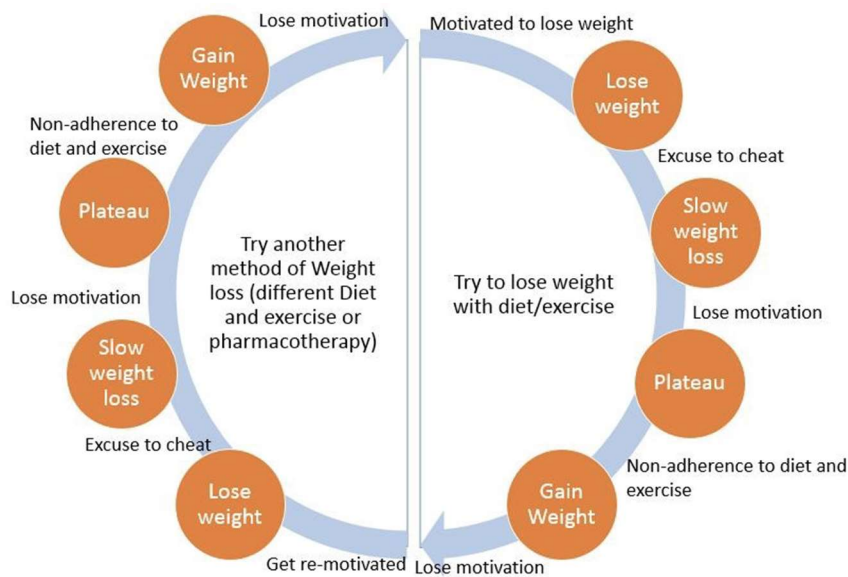 Motivated to lose weight
Lose
weight
Excuse to cheat
Slow
weight
loss
Lose motivation
Plateau
Non-adherence to diet and
exercise
Gain
Weight
Lose motivation
Try to lose weight
with diet/exercise
Get re-motivated
Lose
weight
Excuse to cheat
Slow
weight
loss
Lose motivation
Plateau
Non-adherence to
diet and exercise
Gain
Weight
Lose motivation
Try another
method of Weight
loss (different Diet
and exercise or
pharmacotherapy)